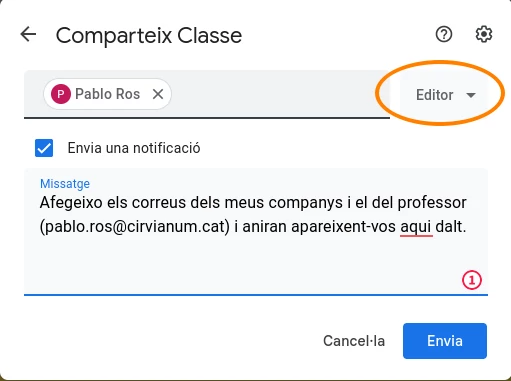 Comparteix Classe
P Pablo Ros
Editor
Envia una notificació
Missatge
Afegeixo els correus dels meus companys i el del professor
(pablo.ros@cirvianum.cat) i aniran apareixent-vos aqui dalt.
1
Cancel·la
Envia